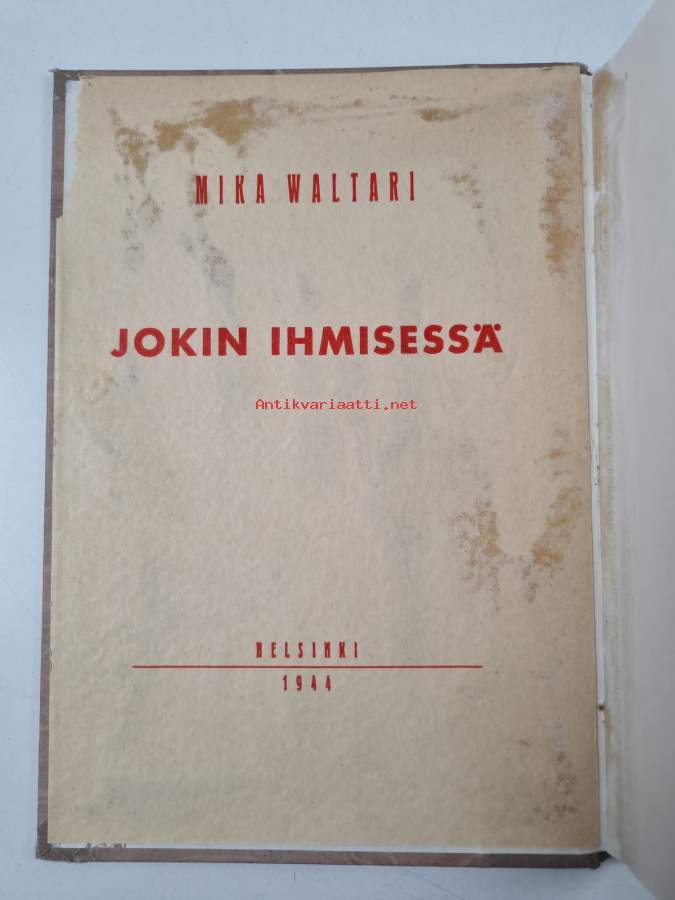 MIKA WALTARI
JOKIN IHMISESSÄ
Antikvariaatti.net
HELSINKI
1944